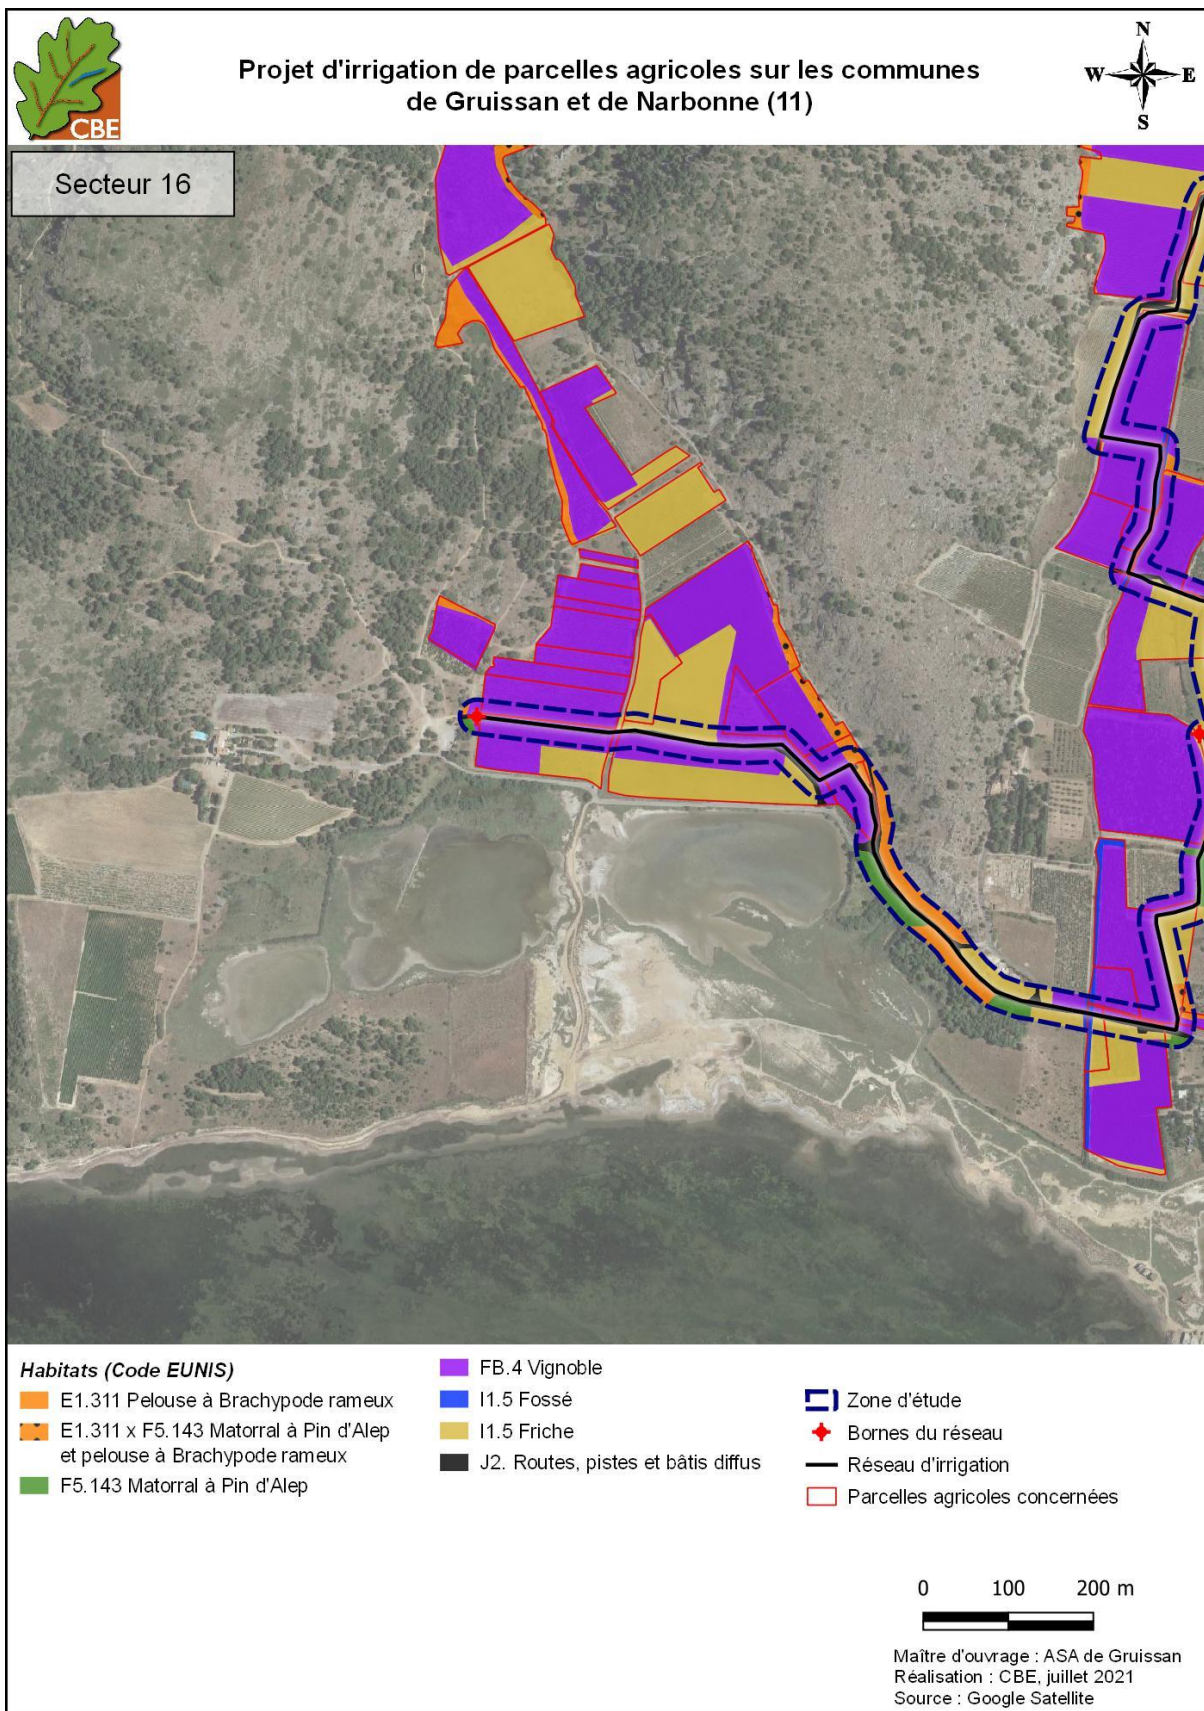 CBE
Projet d'irrigation de parcelles agricoles sur les communes
de Gruissan et de Narbonne (11)
N
W E
S
Secteur 16
Habitats (Code EUNIS)
E1.311 Pelouse à Brachypode rameux
E1.311 x F5.143 Matorral à Pin d'Alep
et pelouse à Brachypode rameux
F5.143 Matorral à Pin d'Alep
FB.4 Vignoble
I1.5 Fossé
I1.5 Friche
J2. Routes, pistes et bâtis diffus
Zone d'étude
Bornes du réseau
Réseau d'irrigation
Parcelles agricoles concernées
0 100 200 m
Maître d'ouvrage : ASA de Gruissan
Réalisation : CBE, juillet 2021
Source : Google Satellite